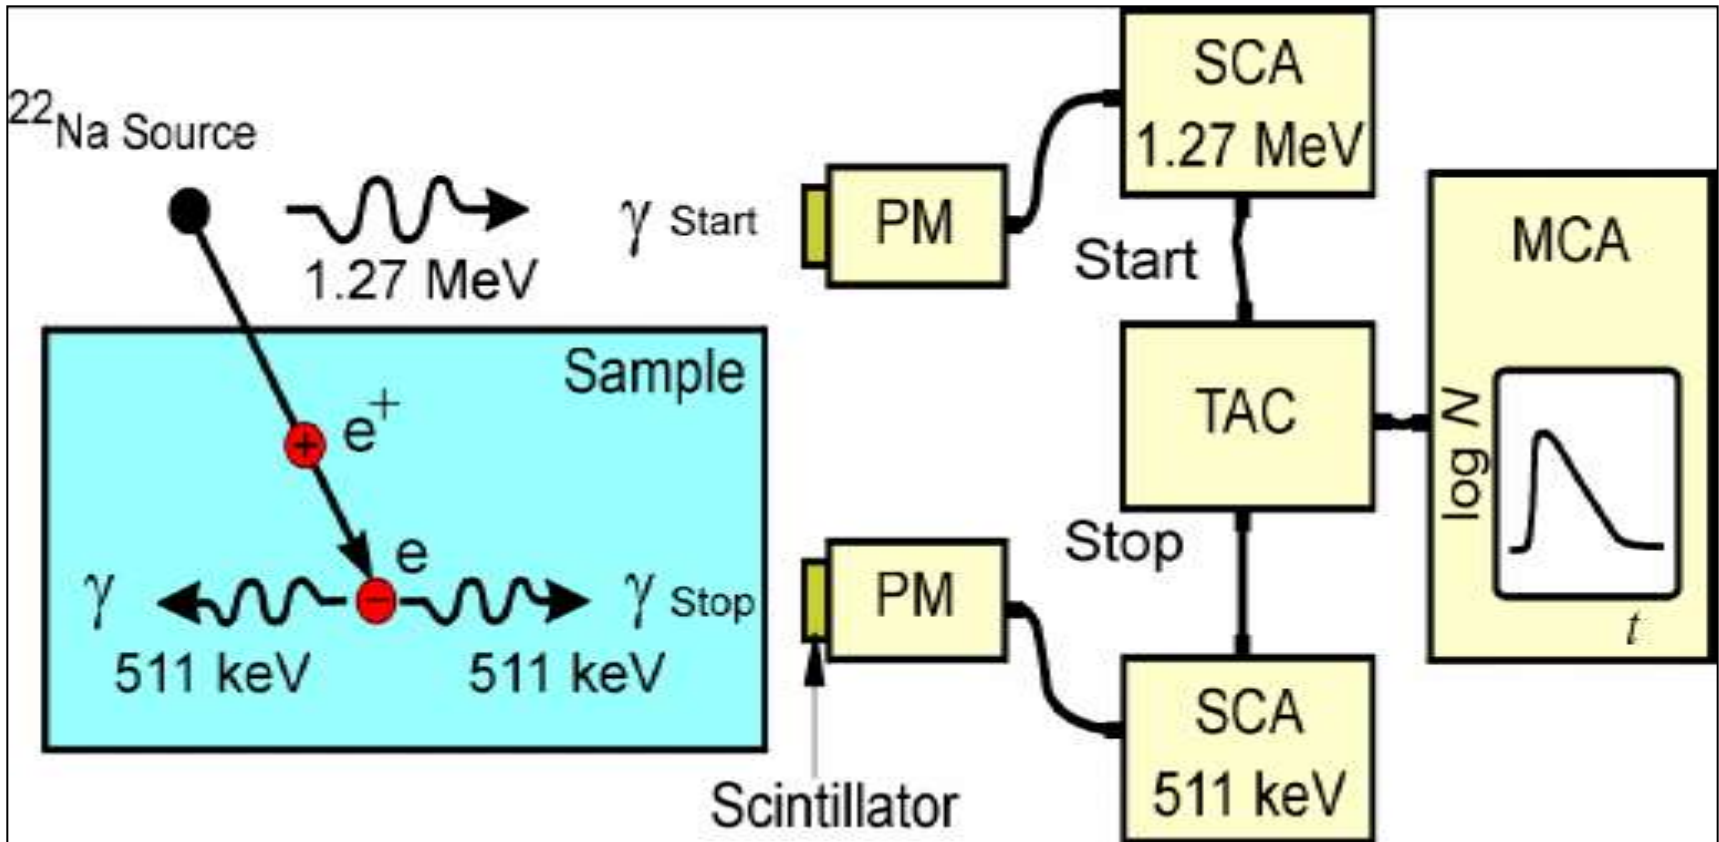 ²²Na Source
1.27 MeV
γ Start
PM
SCA
1.27 MeV
Start
MCA
Sample
e⁺
+
TAC
log N
t
Stop
e
−
γ
γ Stop
511 keV
511 keV
PM
SCA
511 keV
Scintillator